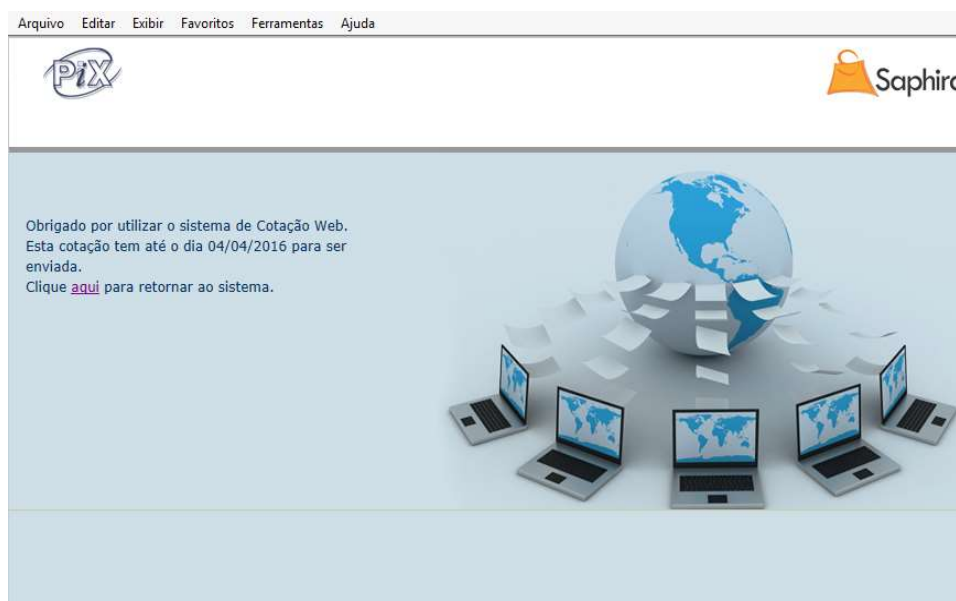 Arquivo Editar Exibir Favoritos Ferramentas Ajuda
PiX
Obrigado por utilizar o sistema de Cotação Web.
Esta cotação tem até o dia 04/04/2016 para ser
enviada.
Clique aqui para retornar ao sistema.